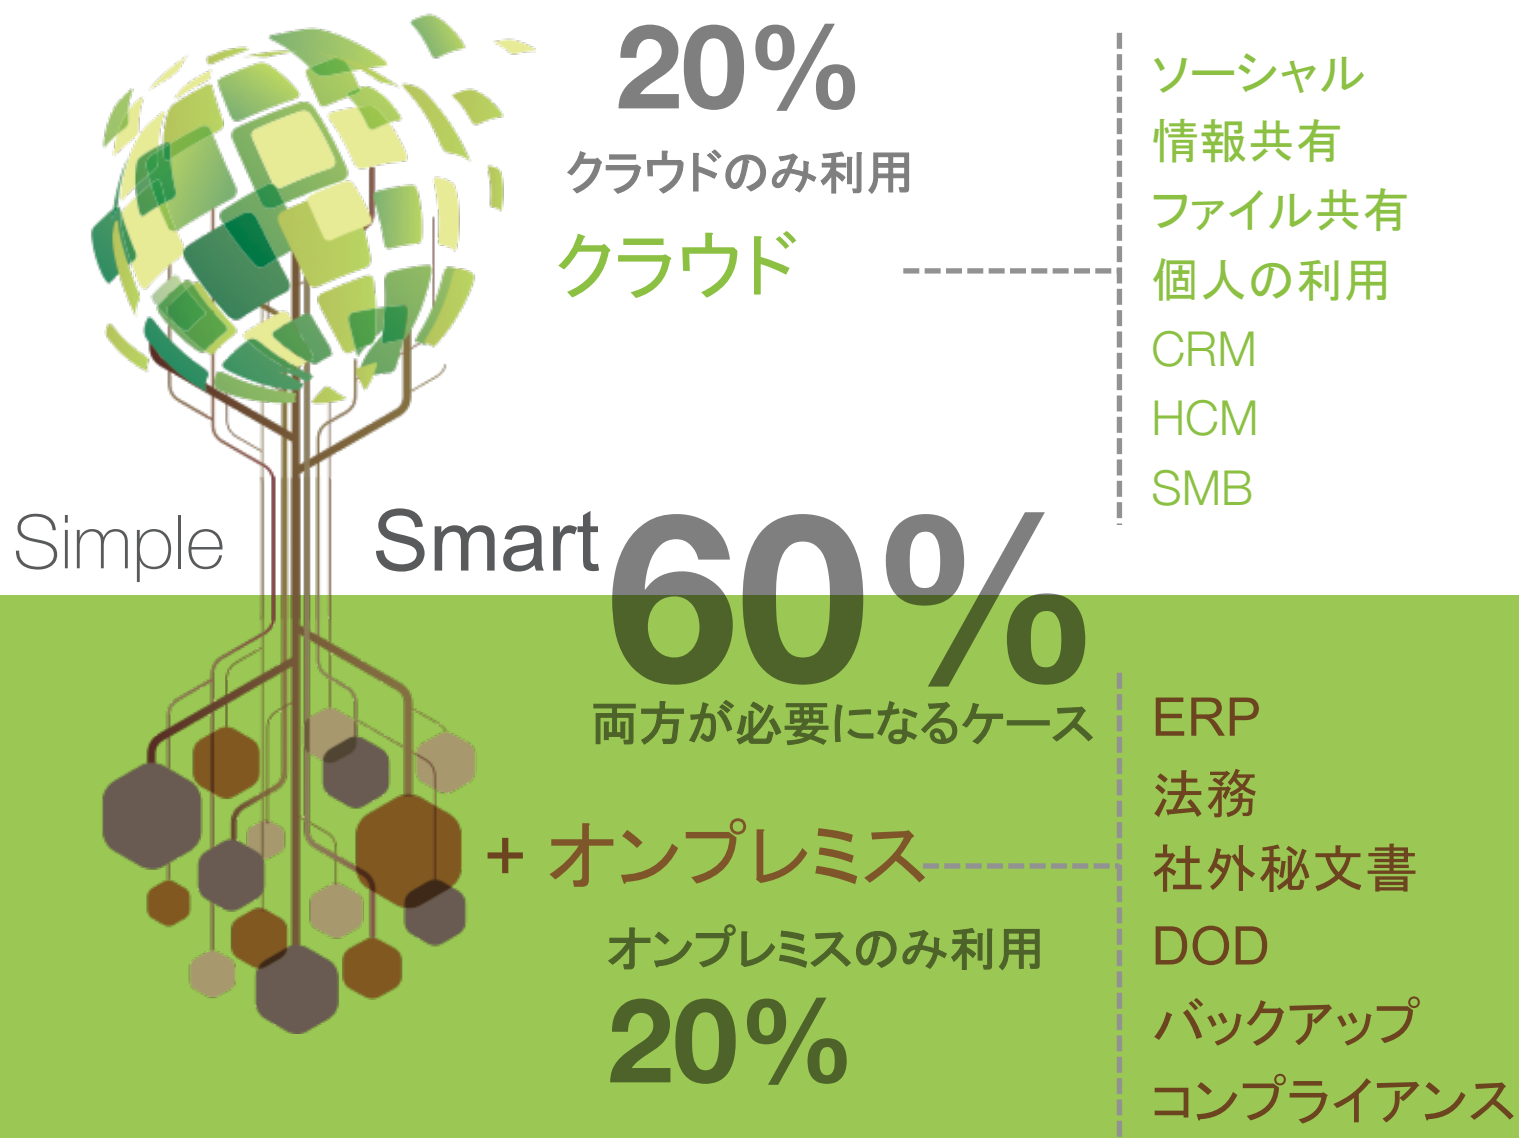 20%
クラウドのみ利用
クラウド
ソーシャル
情報共有
ファイル共有
個人の利用
CRM
HCM
SMB
Simple
Smart
60%
両方が必要になるケース
+ オンプレミス
オンプレミスのみ利用
20%
ERP
法務
社外秘文書
DOD
バックアップ
コンプライアンス